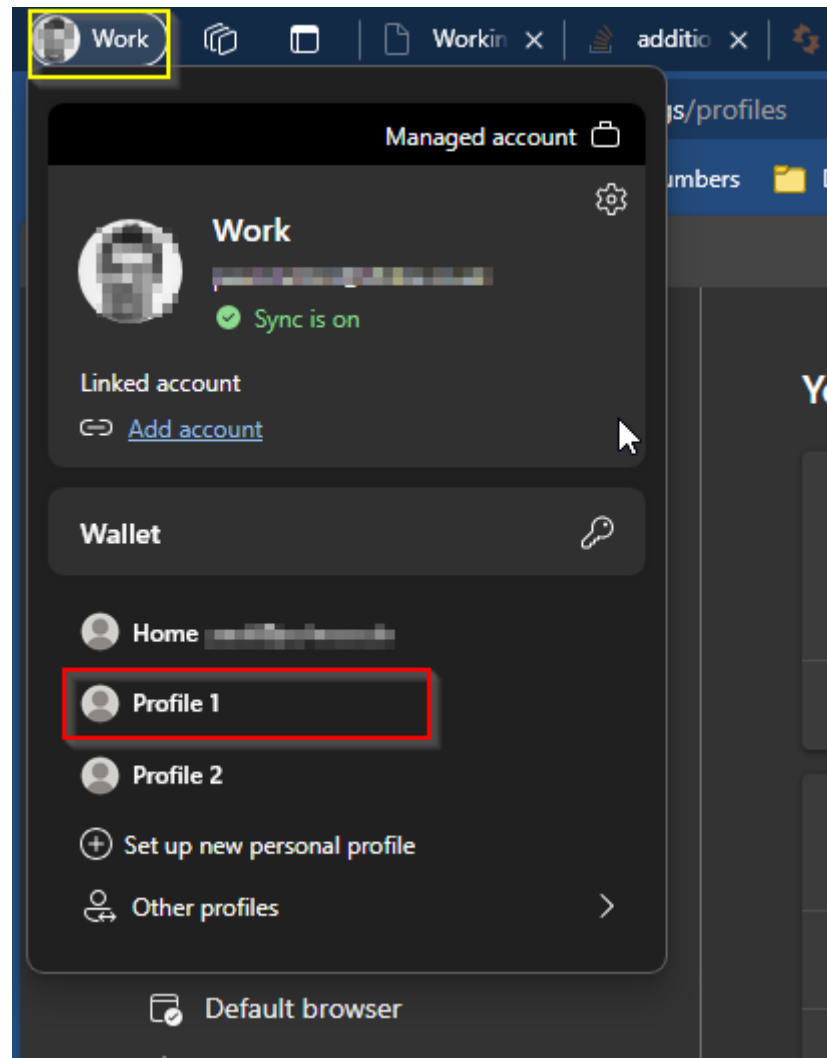 Work
Workin
additio
gs/profiles
umbers
Managed account
Work
Sync is on
Linked account
Add account
Wallet
Home
Profile 1
Profile 2
Set up new personal profile
Other profiles
Default browser